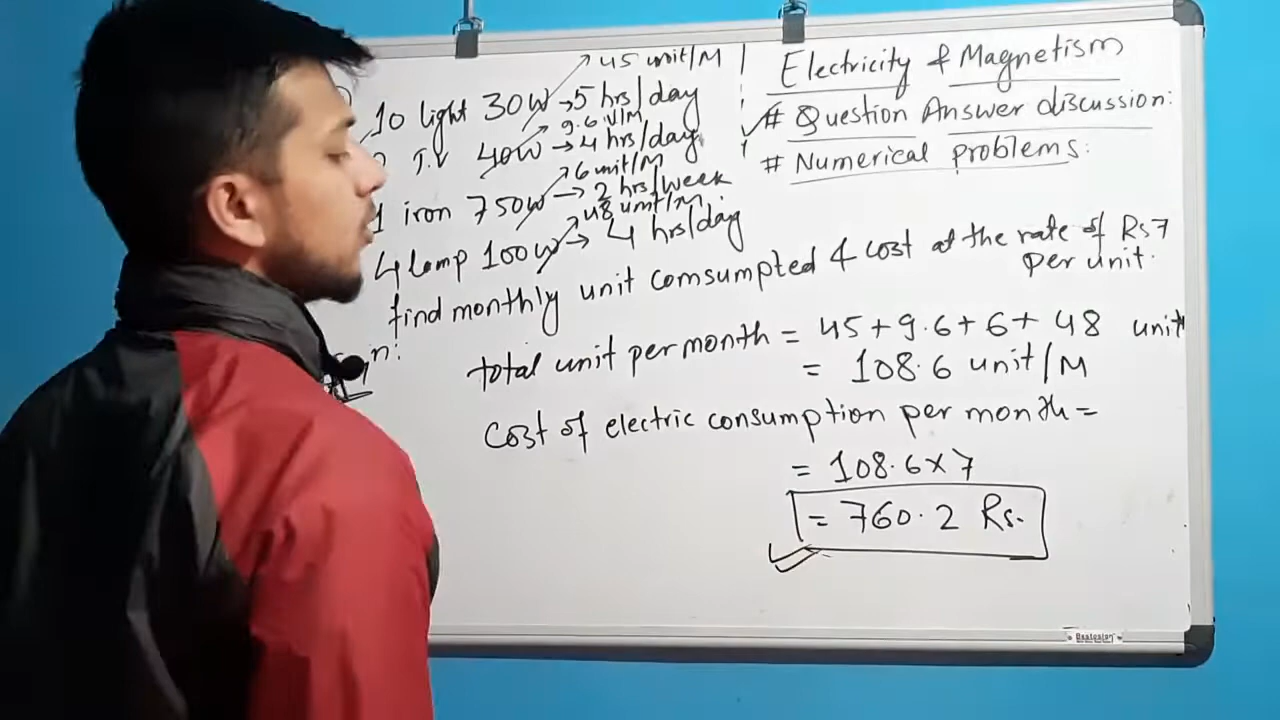 Electricity & Magnetism
# Question Answer discussion:
# Numerical problems:
45 unit/M
10 light 30W → 5 hrs/day
9.6 U/M
T.V 40W → 4 hrs/day
6 unit/M
1 iron 750W → 2 hrs/week
48 unit/m
4 lamp 100W → 4 hrs/day
find monthly unit comsumpted & cost at the rate of Rs 7
per unit.
total unit per month = 45+9.6+6+48 unit
= 108.6 unit/M
Cost of electric consumption per month =
= 108.6×7
= 760.2 Rs.